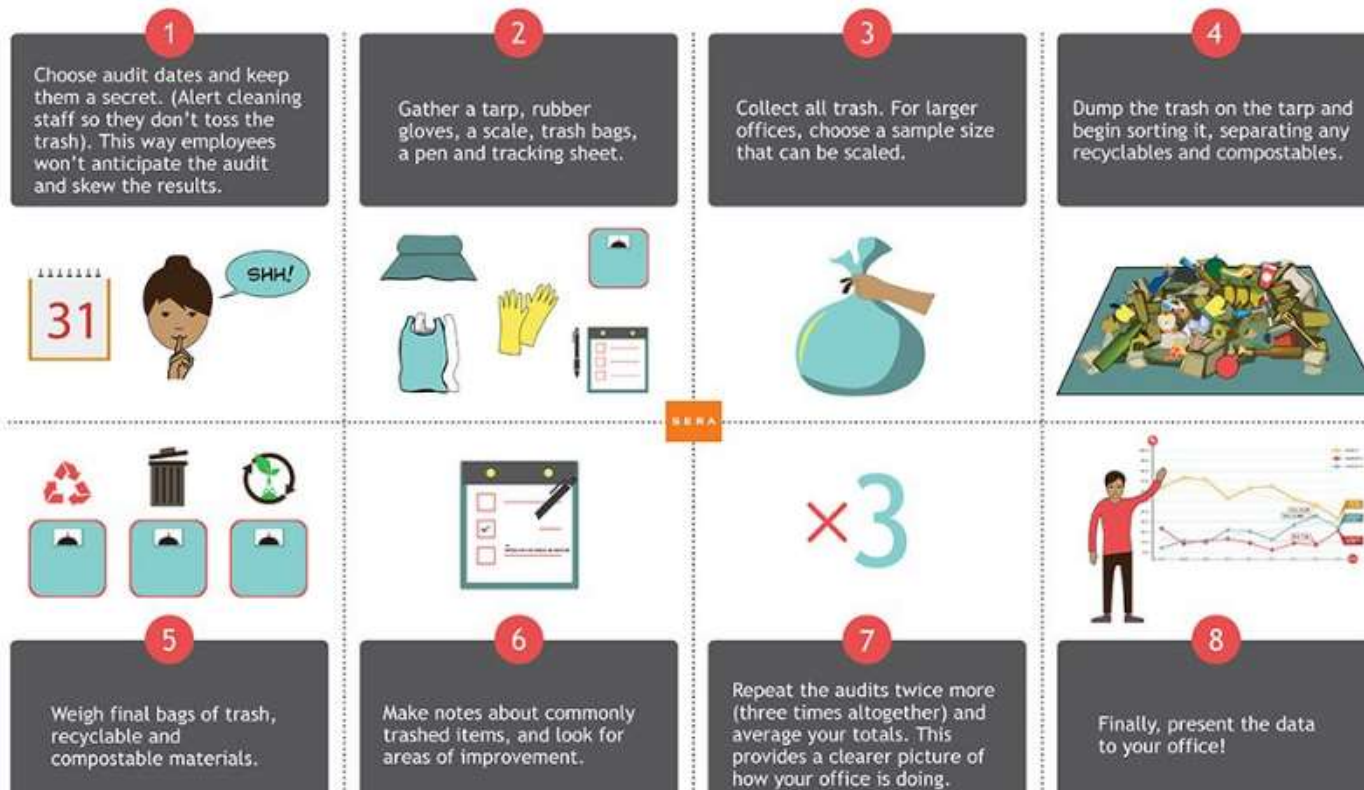 1
Choose audit dates and keep
them a secret. (Alert cleaning
staff so they don't toss the
trash). This way employees
won't anticipate the audit
and skew the results.
31
SHH!
2
Gather a tarp, rubber
gloves, a scale, trash bags,
a pen and tracking sheet.
3
Collect all trash. For larger
offices, choose a sample size
that can be scaled.
4
Dump the trash on the tarp and
begin sorting it, separating any
recyclables and compostables.
SERA
5
Weigh final bags of trash,
recyclable and
compostable materials.
6
Make notes about commonly
trashed items, and look for
areas of improvement.
×3
7
Repeat the audits twice more
(three times altogether) and
average your totals. This
provides a clearer picture of
how your office is doing.
8
Finally, present the data
to your office!